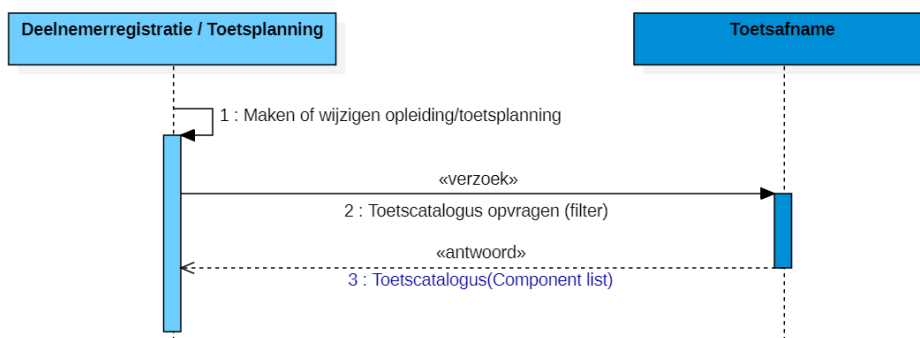 Deelnemerregistratie / Toetsplanning
Toetsafname
1 : Maken of wijzigen opleiding/toetsplanning
«verzoek»
2 : Toetscatalogus opvragen (filter)
«antwoord»
3 : Toetscatalogus(Component list)